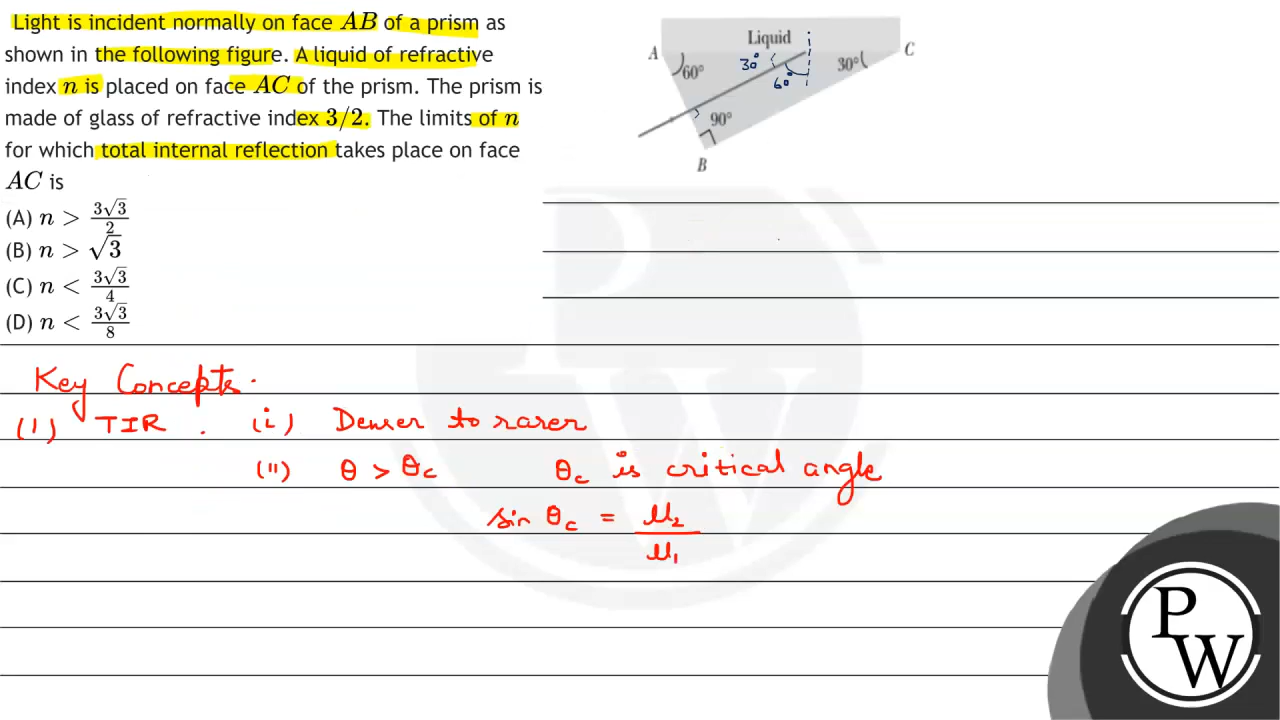 Light is incident normally on face AB of a prism as
shown in the following figure. A liquid of refractive
index n is placed on face AC of the prism. The prism is
made of glass of refractive index 3/2. The limits of n
for which total internal reflection takes place on face
AC is
(A) n > 3√3/2
(B) n > √3
(C) n < 3√3/4
(D) n < 3√3/8
Liquid
A
60°
30°
60°
30°
C
90°
B
Key Concepts.
(1) TIR. (i) Denser to rarer
(ii) θ > θc θc is critical angle
sin θc = μ2/μ1
P
W
PW